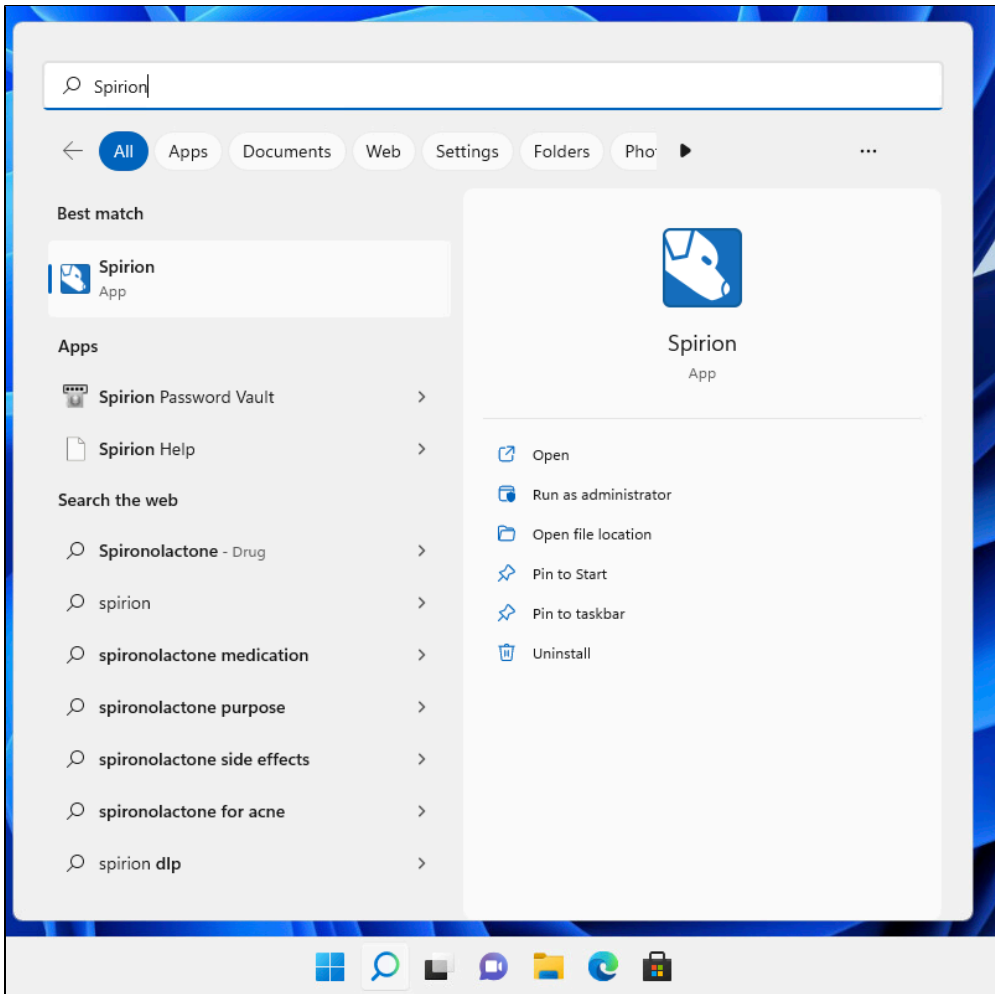 Spirion
All Apps Documents Web Settings Folders Pho ...
Best match
Spirion
App
Apps
Spirion Password Vault
Spirion Help
Search the web
Spironolactone - Drug
spirion
spironolactone medication
spironolactone purpose
spironolactone side effects
spironolactone for acne
spirion dlp
Spirion
App
Open
Run as administrator
Open file location
Pin to Start
Pin to taskbar
Uninstall